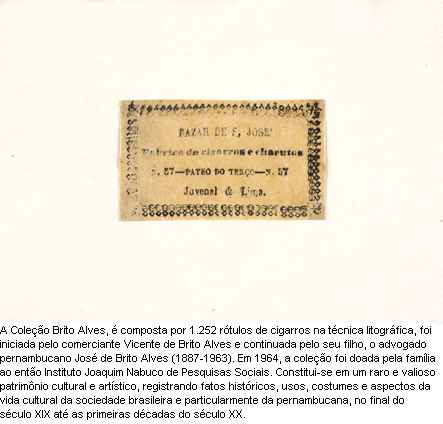 BAZAR DE S. JOSE'
Fabrica de cigarros e charutos
N. 57—PATEO DO TERÇO—N. 57
Juvenal & Lima.
A Coleção Brito Alves, é composta por 1.252 rótulos de cigarros na técnica litográfica, foi
iniciada pelo comerciante Vicente de Brito Alves e continuada pelo seu filho, o advogado
pernambucano José de Brito Alves (1887-1963). Em 1964, a coleção foi doada pela família
ao então Instituto Joaquim Nabuco de Pesquisas Sociais. Constitui-se em um raro e valioso
patrimônio cultural e artístico, registrando fatos históricos, usos, costumes e aspectos da
vida cultural da sociedade brasileira e particularmente da pernambucana, no final do
século XIX até as primeiras décadas do século XX.